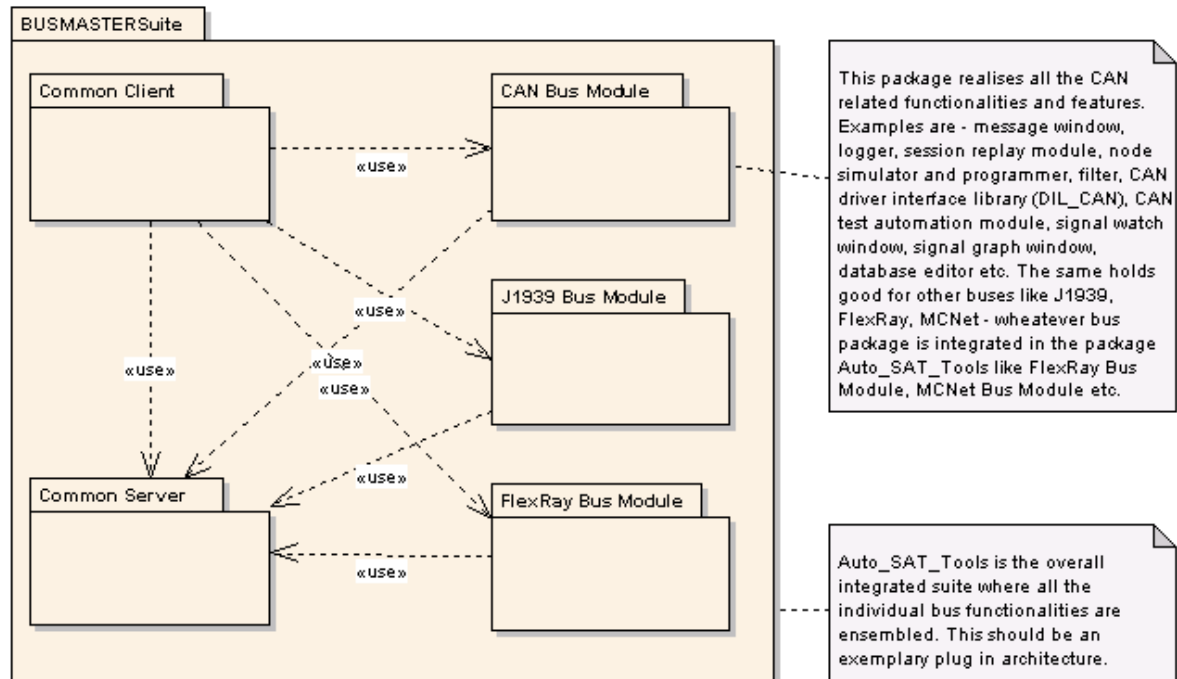 BUSMASTERSuite
Common Client
CAN Bus Module
«use»
J1939 Bus Module
«use»
«use»
«use»
«use»
Common Server
«use»
FlexRay Bus Module
«use»
This package realises all the CAN
related functionalities and features.
Examples are - message window,
logger, session replay module, node
simulator and programmer, filter, CAN
driver interface library (DIL_CAN), CAN
test automation module, signal watch
window, signal graph window,
database editor etc. The same holds
good for other buses like J1939,
FlexRay, MCNet - wheatever bus
package is integrated in the package
Auto_SAT_Tools like FlexRay Bus
Module, MCNet Bus Module etc.
Auto_SAT_Tools is the overall
integrated suite where all the
individual bus functionalities are
ensembled. This should be an
exemplary plug in architecture.